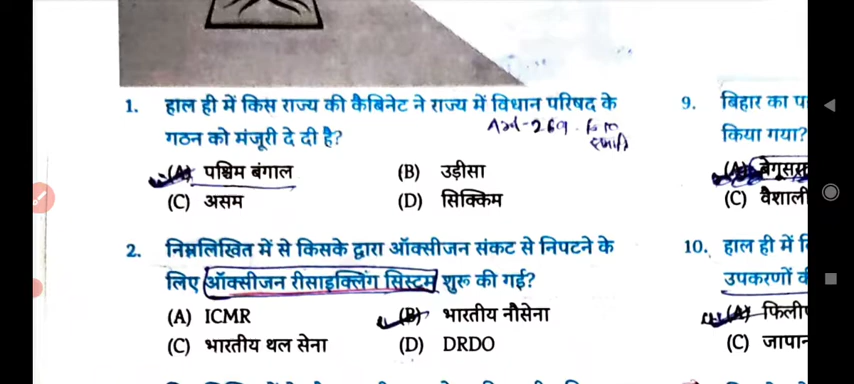 1. हाल ही में किस राज्य की कैबिनेट ने राज्य में विधान परिषद के
गठन को मंजूरी दे दी है?
(A) पश्चिम बंगाल (B) उड़ीसा
(C) असम (D) सिक्किम
2. निम्नलिखित में से किसके द्वारा ऑक्सीजन संकट से निपटने के
लिए ऑक्सीजन रीसाइक्लिंग सिस्टम शुरू की गई?
(A) ICMR (B) भारतीय नौसेना
(C) भारतीय थल सेना (D) DRDO
9. बिहार का
किया गया?
(A)
(C) वैशाली
10. हाल ही में
उपकरणों
(A)
(C)